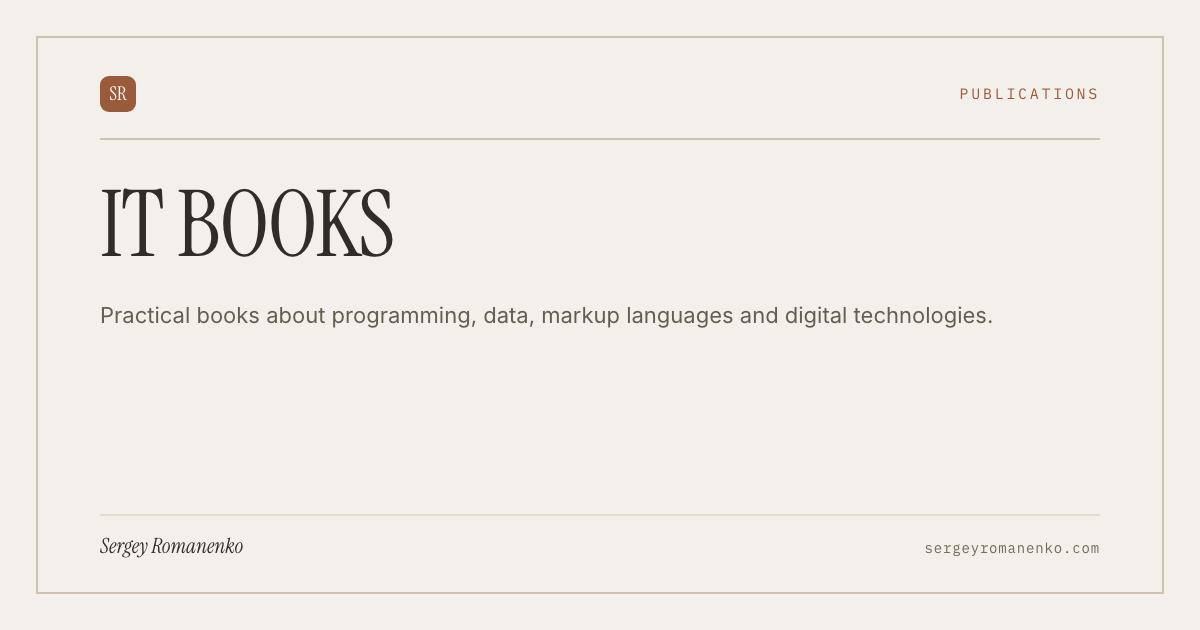 SR
PUBLICATIONS
IT BOOKS
Practical books about programming, data, markup languages and digital technologies.
Sergey Romanenko
sergeyromanenko.com